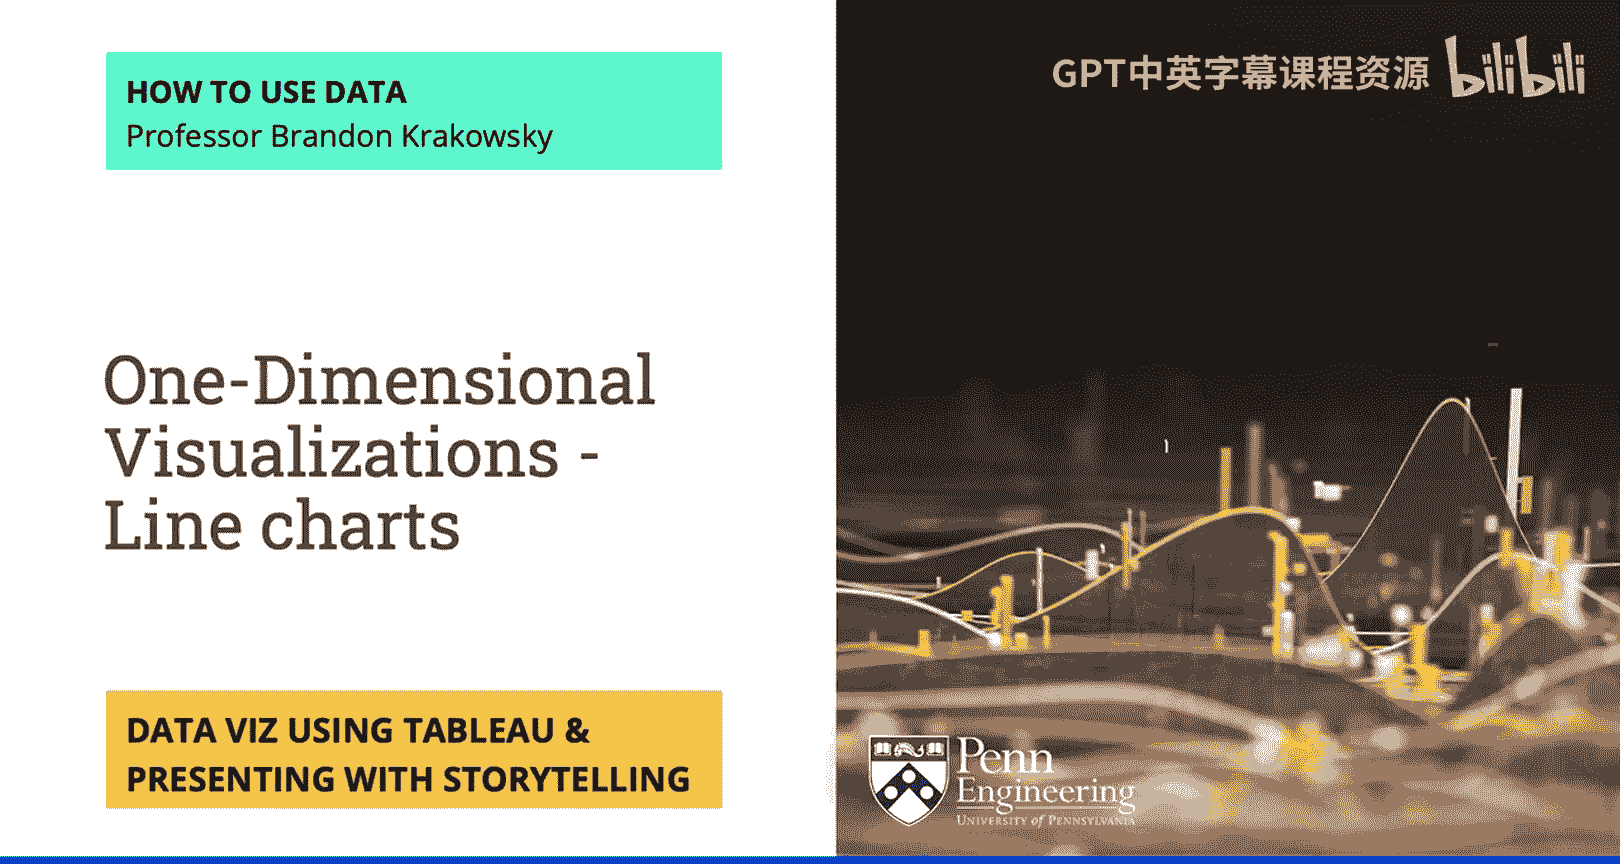 HOW TO USE DATA
Professor Brandon Krakowsky
GPT中英字幕课程资源 bilibili
One-Dimensional
Visualizations -
Line charts
DATA VIZ USING TABLEAU &
PRESENTING WITH STORYTELLING
Penn
Engineering
UNIVERSITY of PENNSYLVANIA